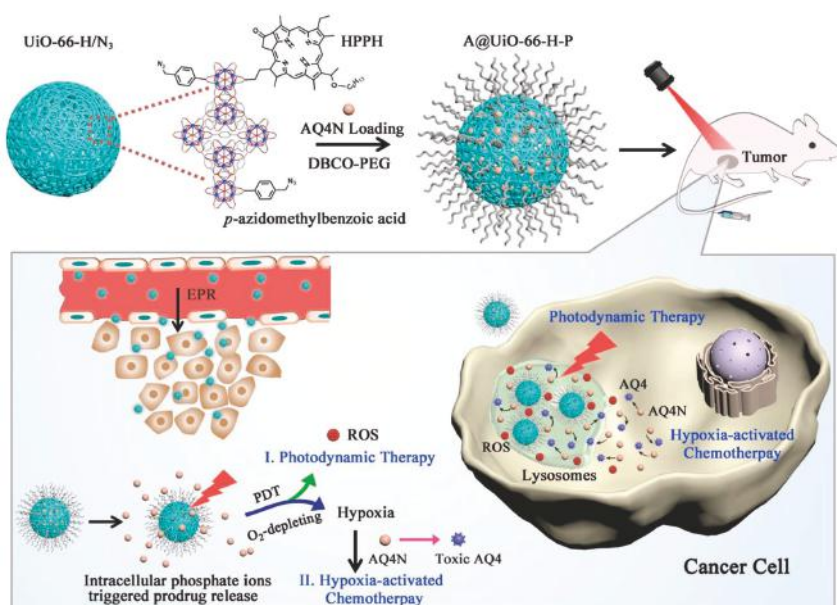 UiO-66-H/N3
HPPH
A@UiO-66-H-P
N3
AQ4N Loading
DBCO-PEG
N3
p-azidomethylbenzoic acid
Tumor
EPR
Photodynamic Therapy
AQ4
AQ4N
ROS
Lysosomes
Hypoxia-activated
Chemotherpay
Cancer Cell
ROS
I. Photodynamic Therapy
PDT
O2-depleting
Hypoxia
AQ4N
Toxic AQ4
II. Hypoxia-activated
Chemotherpay
Intracellular phosphate ions
triggered prodrug release